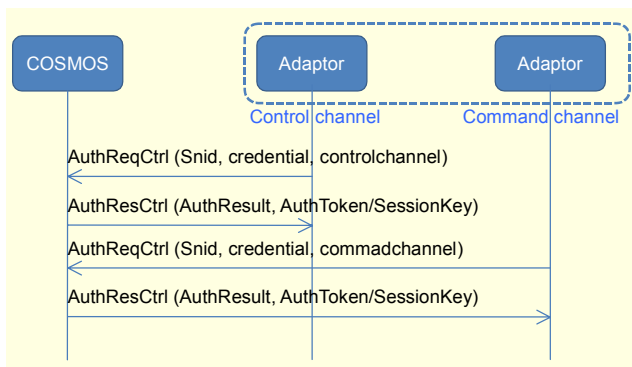 COSMOS Adaptor Adaptor
Control channel Command channel
AuthReqCtrl (Snid, credential, controlchannel)
AuthResCtrl (AuthResult, AuthToken/SessionKey)
AuthReqCtrl (Snid, credential, commadchannel)
AuthResCtrl (AuthResult, AuthToken/SessionKey)